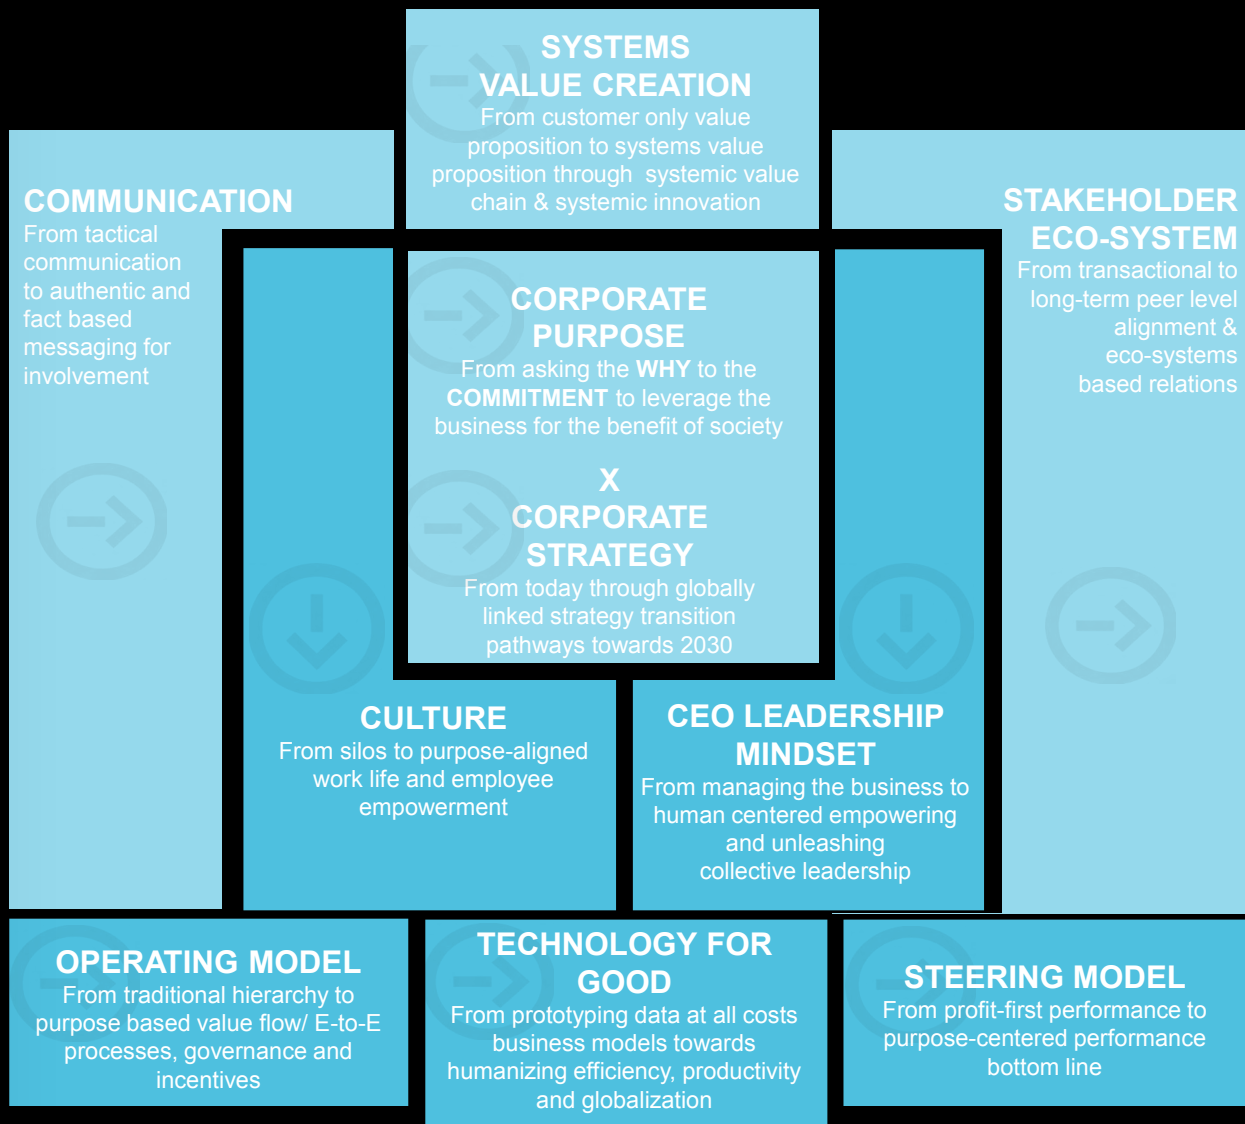 SYSTEMS
VALUE CREATION
From customer only value
proposition to systems value
proposition through systemic value
chain & systemic innovation
COMMUNICATION
From tactical
communication
to authentic and
fact based
messaging for
involvement
STAKEHOLDER
ECO-SYSTEM
From transactional to
long-term peer level
alignment &
eco-systems
based relations
CORPORATE
PURPOSE
From asking the WHY to the
COMMITMENT to leverage the
business for the benefit of society
X
CORPORATE
STRATEGY
From today through globally
linked strategy transition
pathways towards 2030
CULTURE
From silos to purpose-aligned
work life and employee
empowerment
CEO LEADERSHIP
MINDSET
From managing the business to
human centered empowering
and unleashing
collective leadership
OPERATING MODEL
From traditional hierarchy to
purpose based value flow/ E-to-E
processes, governance and
incentives
TECHNOLOGY FOR
GOOD
From prototyping data at all costs
business models towards
humanizing efficiency, productivity
and globalization
STEERING MODEL
From profit-first performance to
purpose-centered performance
bottom line